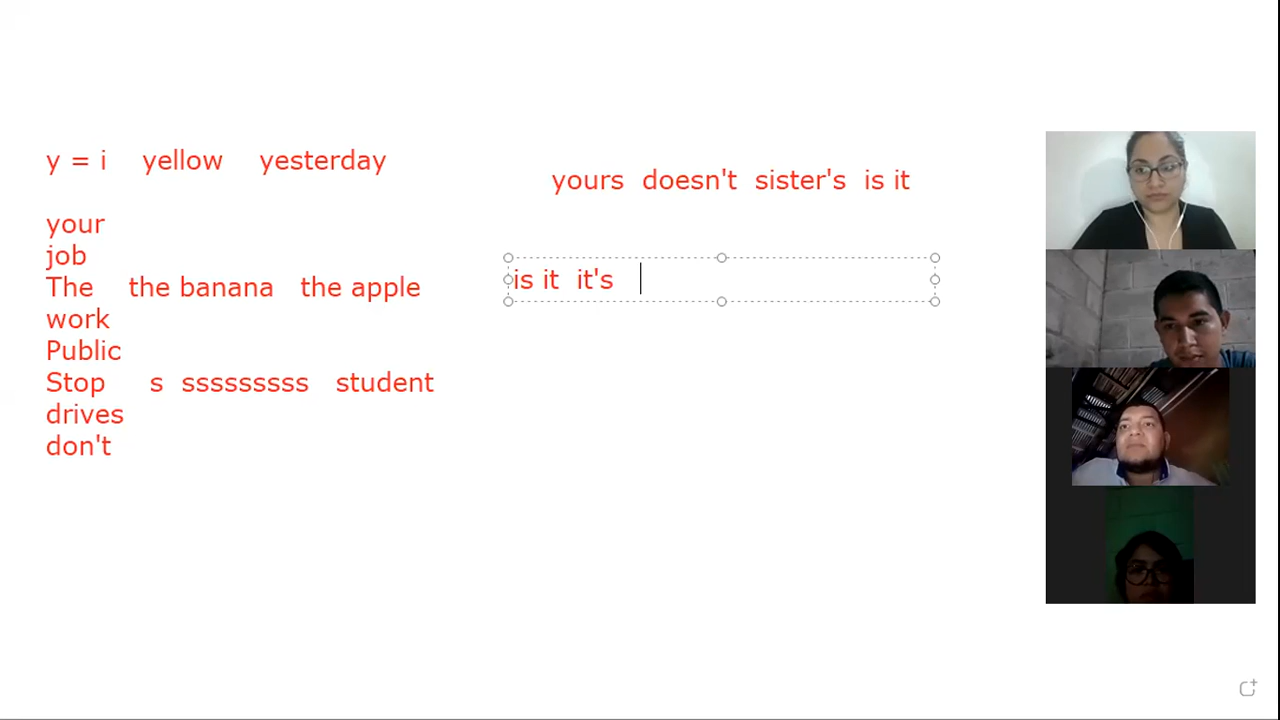 y = i yellow yesterday
your
job
The the banana the apple
work
Public
Stop s sssssssss student
drives
don't
yours doesn't sister's is it
is it it's